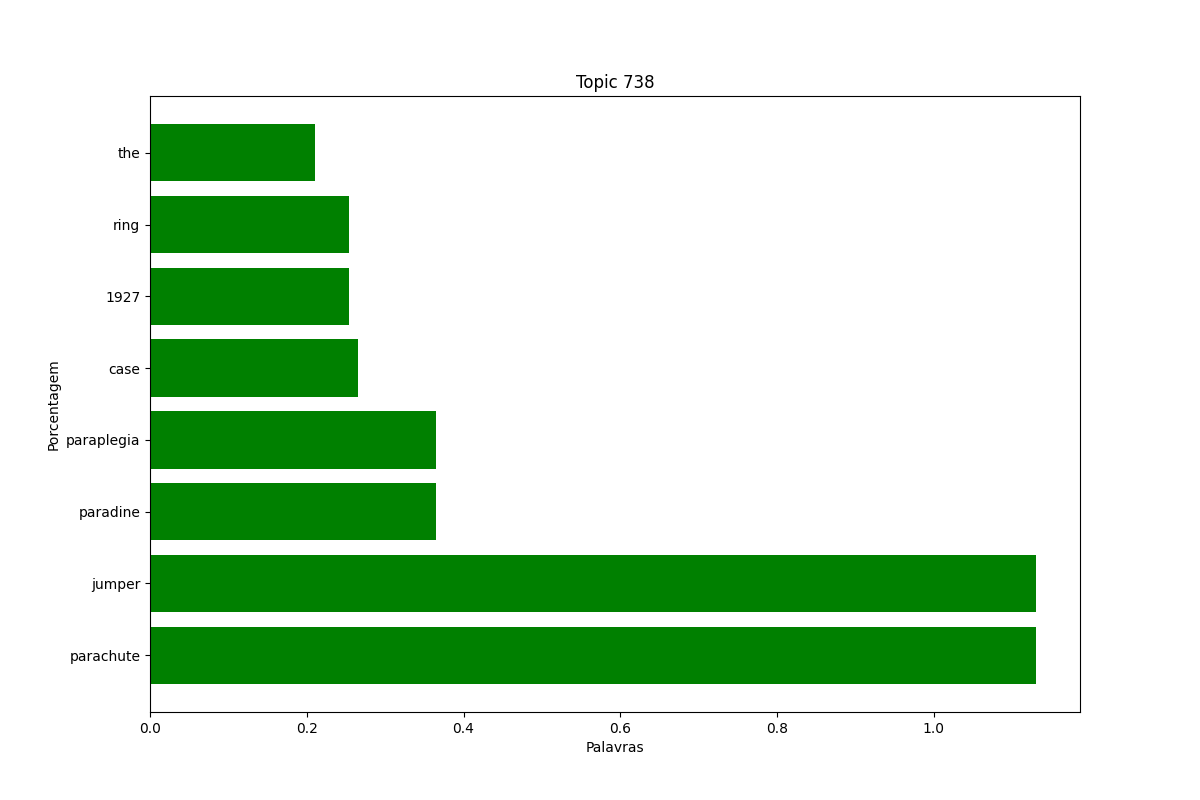 Topic 738
the
ring
1927
case
paraplegia
paradine
jumper
parachute
Porcentagem
0.0 0.2 0.4 0.6 0.8 1.0
Palavras